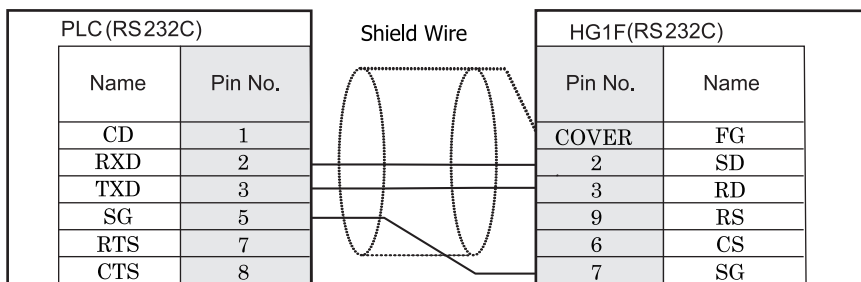 PLC(RS232C) Shield Wire HG1F(RS232C)
Name Pin No. Pin No. Name
CD 1 COVER FG
RXD 2 2 SD
TXD 3 3 RD
SG 5 9 RS
RTS 7 6 CS
CTS 8 7 SG